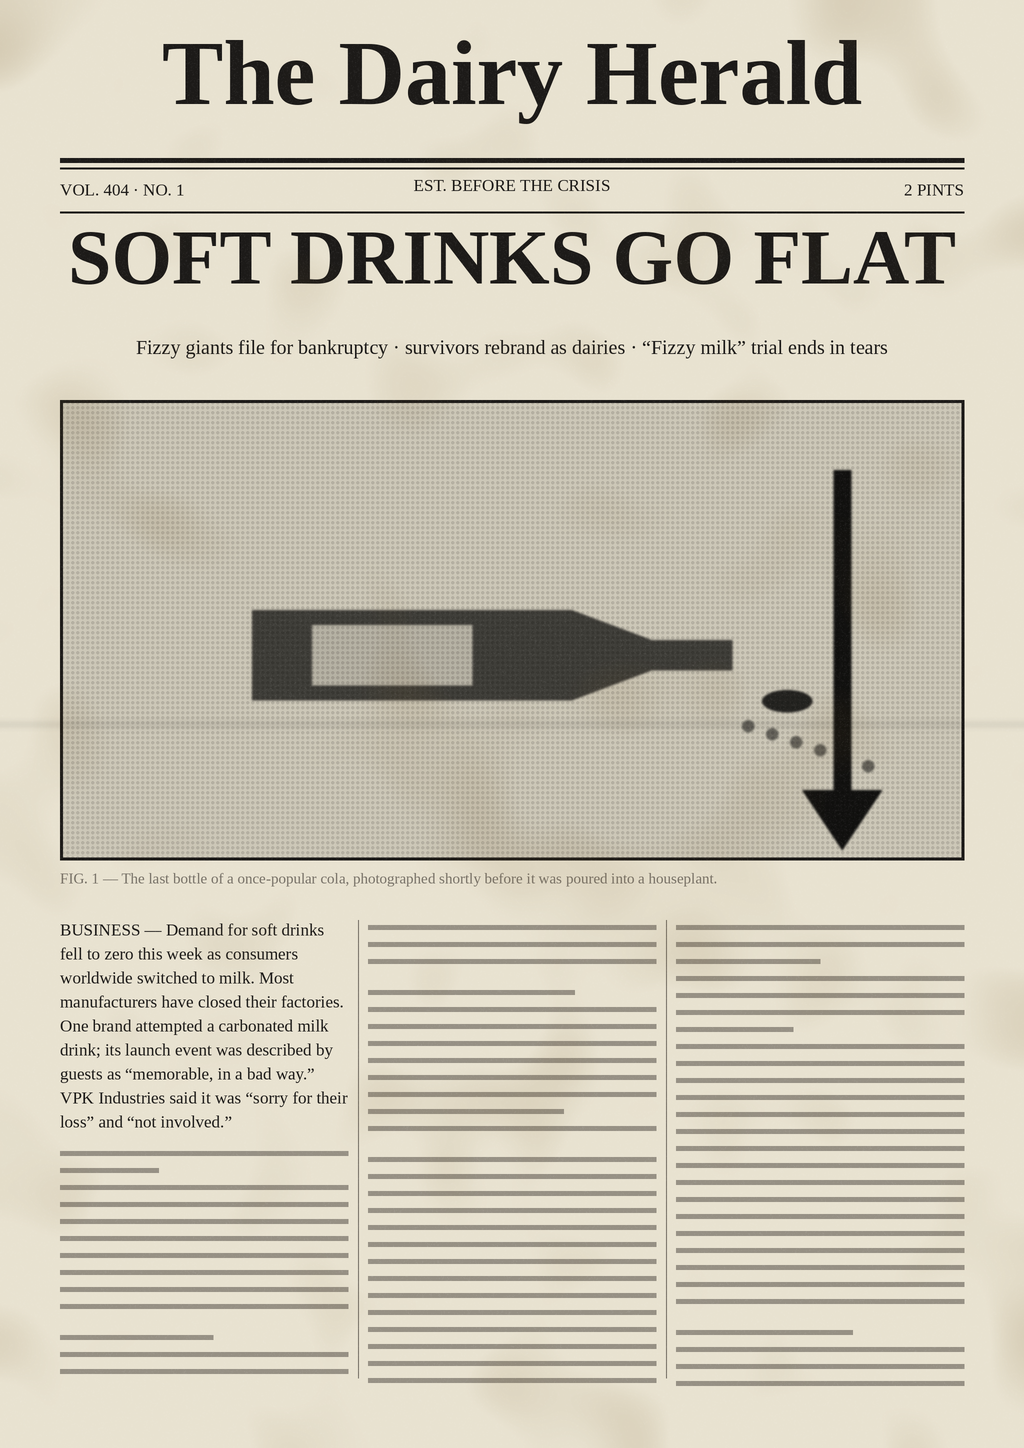 The Dairy Herald
VOL. 404 · NO. 1
EST. BEFORE THE CRISIS
2 PINTS
SOFT DRINKS GO FLAT
Fizzy giants file for bankruptcy · survivors rebrand as dairies · “Fizzy milk” trial ends in tears
FIG. 1 — The last bottle of a once-popular cola, photographed shortly before it was poured into a houseplant.
BUSINESS — Demand for soft drinks
fell to zero this week as consumers
worldwide switched to milk. Most
manufacturers have closed their factories.
One brand attempted a carbonated milk
drink; its launch event was described by
guests as “memorable, in a bad way.”
VPK Industries said it was “sorry for their
loss” and “not involved.”